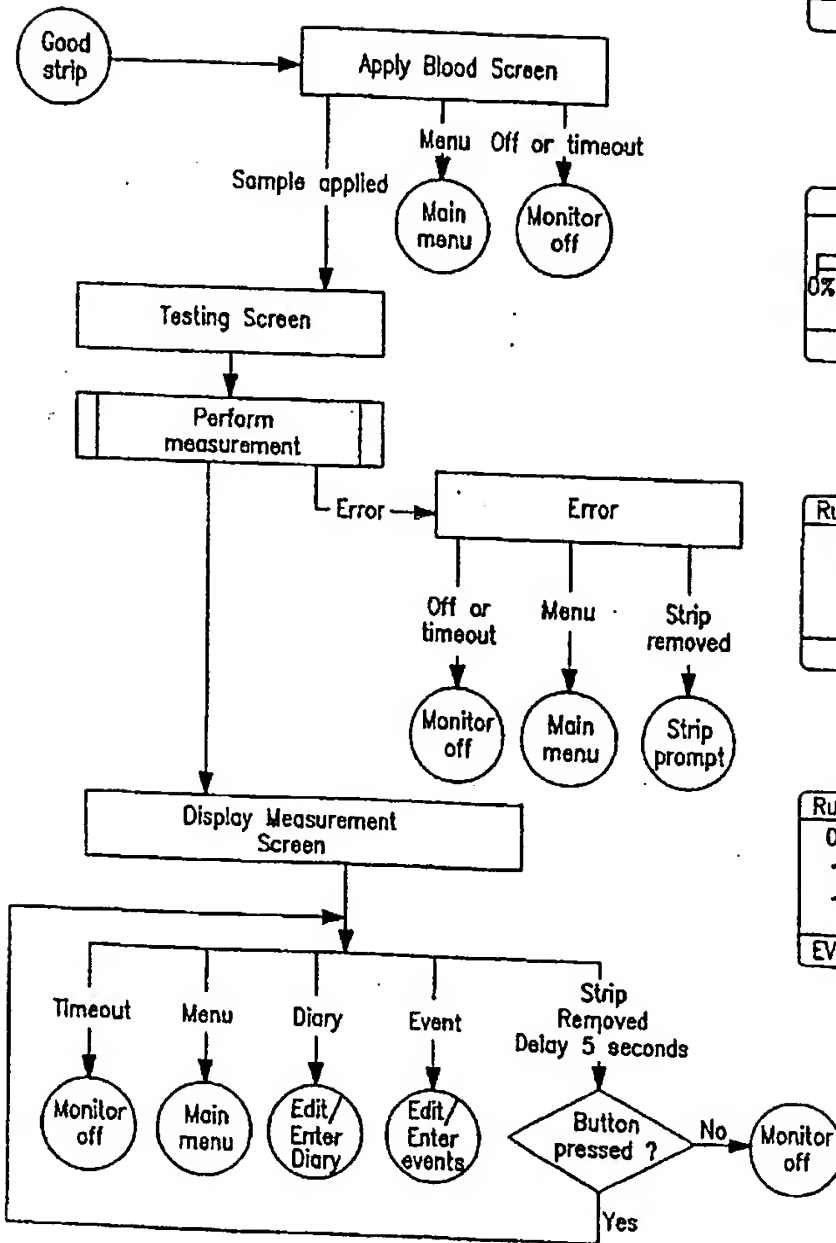 Good
strip
Apply Blood Screen
Menu
Off or timeout
Sample applied
Main
menu
Monitor
off
0%
Testing Screen
Perform
measurement
Error
Error
Ru
Off or
timeout
Menu
Strip
removed
Monitor
off
Main
menu
Strip
prompt
Display Measurement
Screen
Ru
0
EV
Timeout
Menu
Diary
Event
Strip
Removed
Delay 5 seconds
Monitor
off
Main
menu
Edit/
Enter
Diary
Edit/
Enter
events
Button
pressed ?
No
Monitor
off
Yes